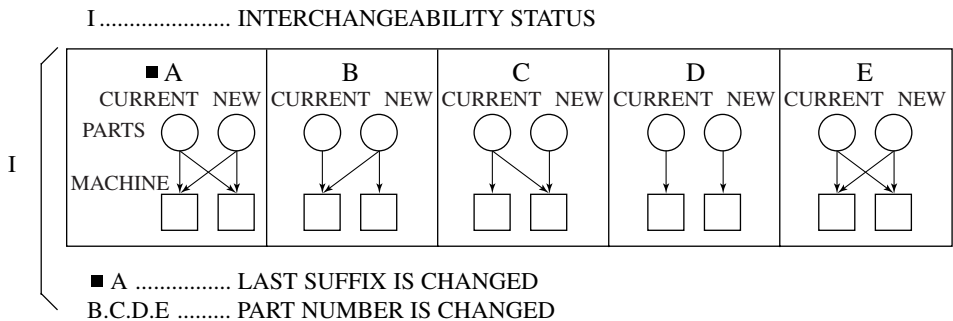 I ...................... INTERCHANGEABILITY STATUS
■ A B C D E
CURRENT NEW CURRENT NEW CURRENT NEW CURRENT NEW CURRENT NEW
PARTS
I
MACHINE
■ A ................. LAST SUFFIX IS CHANGED
B.C.D.E ......... PART NUMBER IS CHANGED